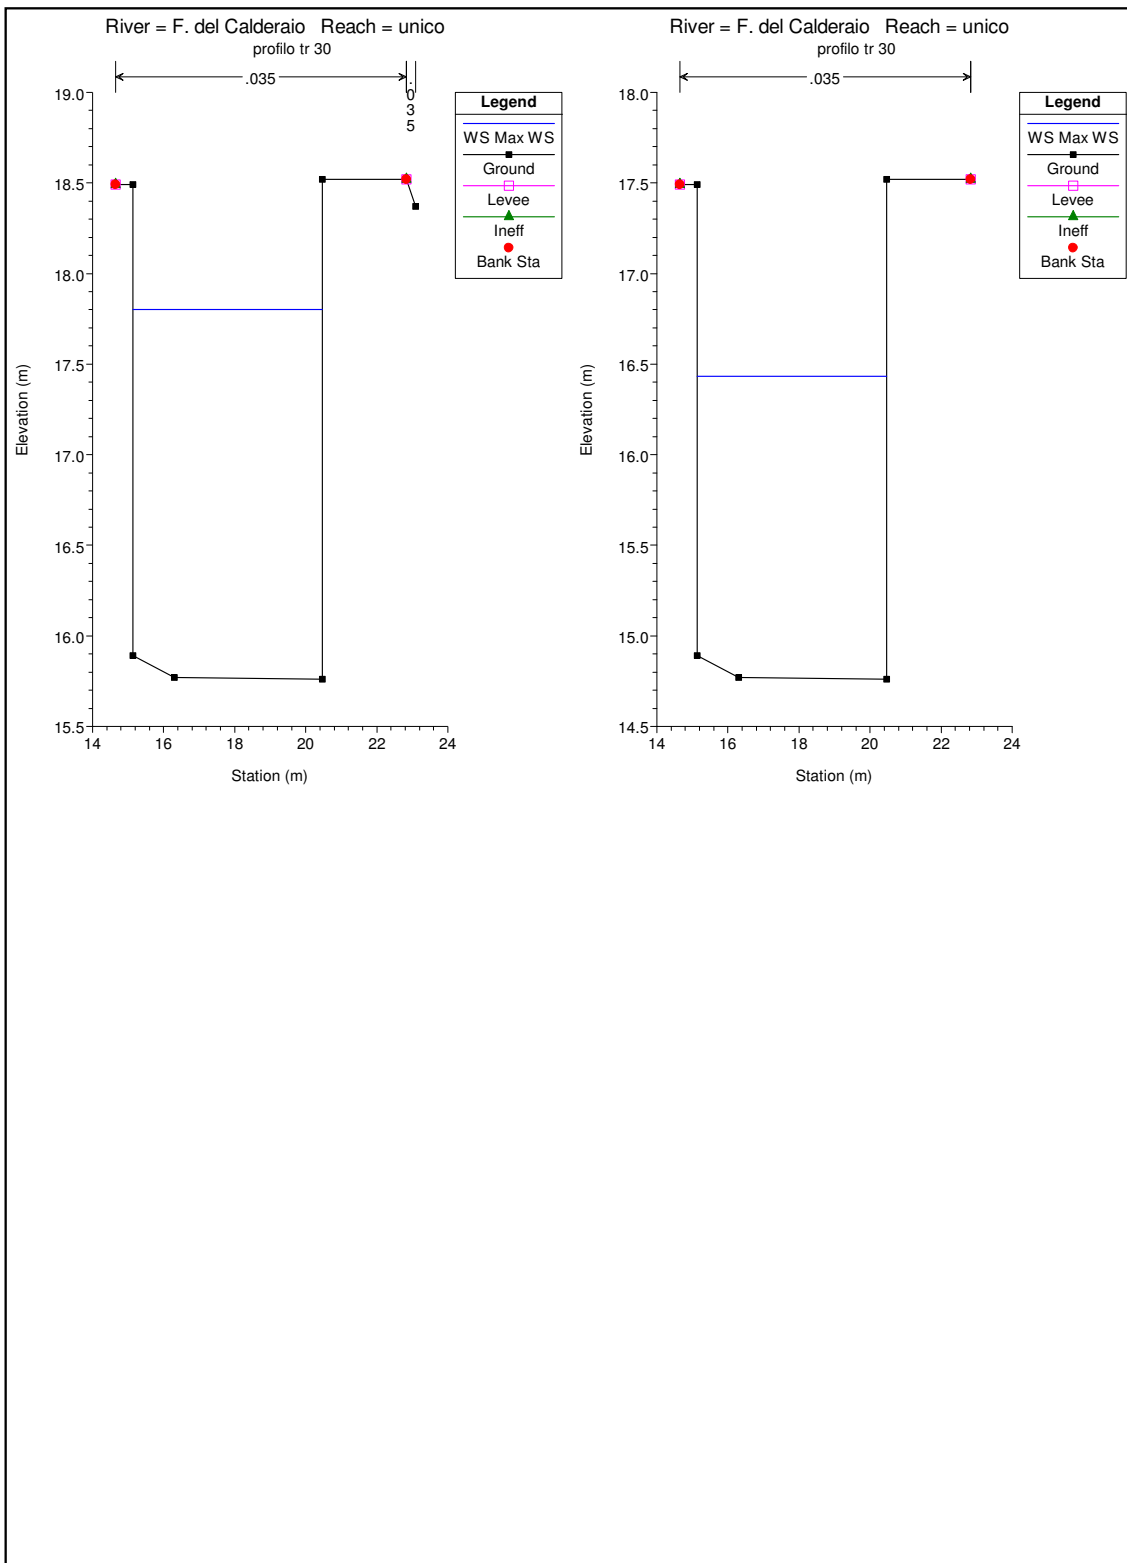 River = F. del Calderaio   Reach = unico
profilo tr 30
.035
.035
19.0
18.5
18.0
17.5
17.0
16.5
16.0
15.5
14
16
18
20
22
24
Elevation (m)
Station (m)
Legend
WS Max WS
Ground
Levee
Ineff
Bank Sta
River = F. del Calderaio   Reach = unico
profilo tr 30
.035
18.0
17.5
17.0
16.5
16.0
15.5
15.0
14.5
14
16
18
20
22
24
Elevation (m)
Station (m)
Legend
WS Max WS
Ground
Levee
Ineff
Bank Sta